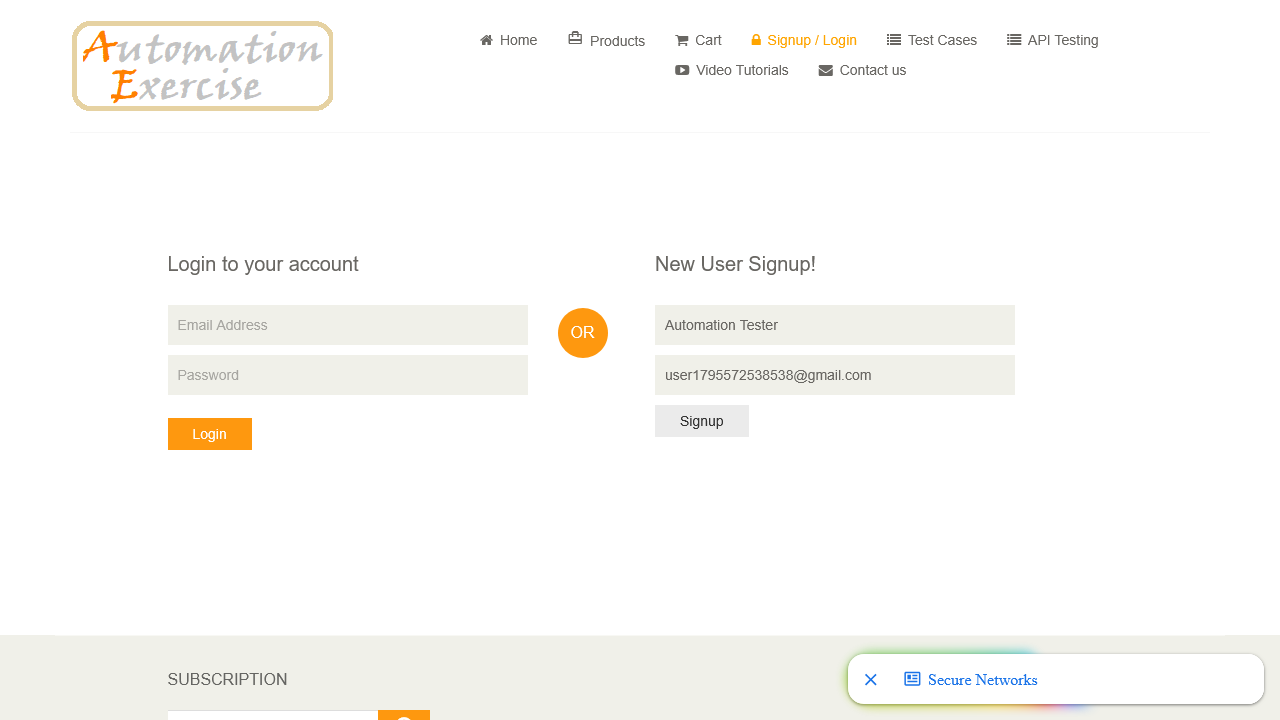 Automation
Exercise
Home
Products
Cart
Signup / Login
Test Cases
API Testing
Video Tutorials
Contact us
Login to your account
Email Address
Password
Login
OR
New User Signup!
Automation Tester
user1795572538538@gmail.com
Signup
SUBSCRIPTION
Secure Networks